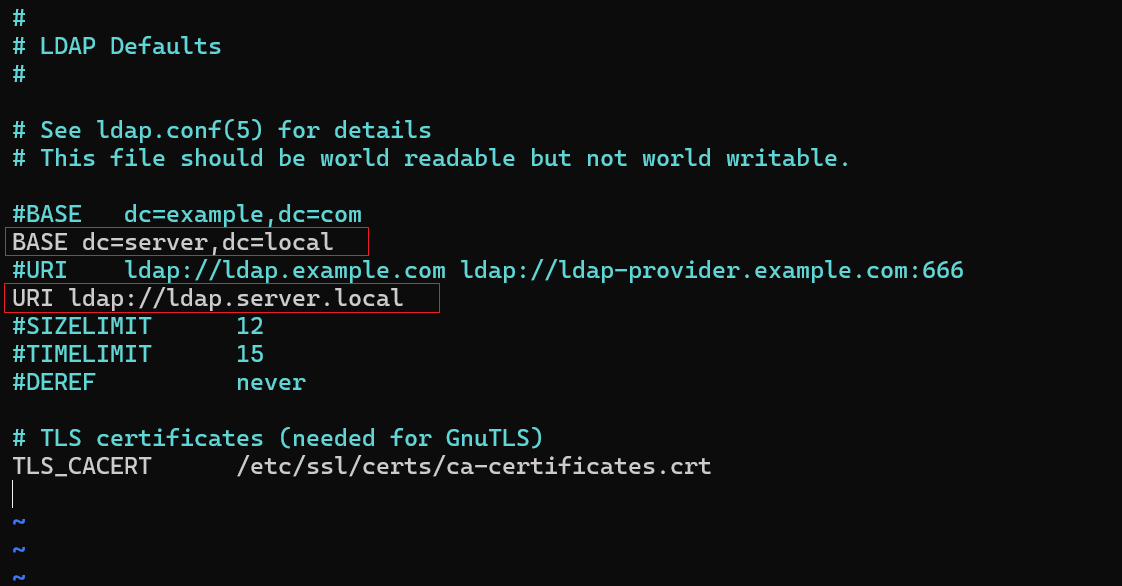 #
# LDAP Defaults
#
# See ldap.conf(5) for details
# This file should be world readable but not world writable.
#BASE   dc=example,dc=com
BASE dc=server,dc=local
#URI    ldap://ldap.example.com ldap://ldap-provider.example.com:666
URI ldap://ldap.server.local
#SIZELIMIT      12
#TIMELIMIT      15
#DEREF          never
# TLS certificates (needed for GnuTLS)
TLS_CACERT      /etc/ssl/certs/ca-certificates.crt
~
~
~